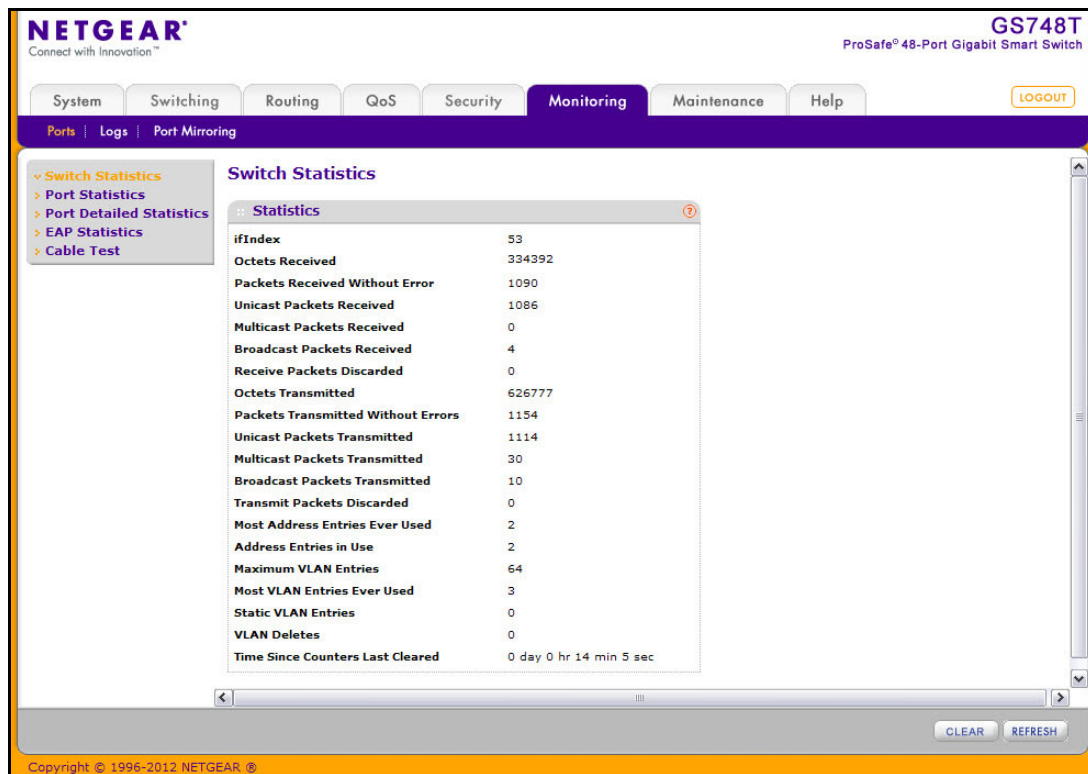 NETGEAR®
Connect with Innovation™
GS748T
ProSafe® 48-Port Gigabit Smart Switch
System Switching Routing QoS Security Monitoring Maintenance Help LOGOUT
Ports Logs Port Mirroring
Switch Statistics
Port Statistics
Port Detailed Statistics
EAP Statistics
Cable Test
Switch Statistics
Statistics ?
ifIndex 53
Octets Received 334392
Packets Received Without Error 1090
Unicast Packets Received 1086
Multicast Packets Received 0
Broadcast Packets Received 4
Receive Packets Discarded 0
Octets Transmitted 626777
Packets Transmitted Without Errors 1154
Unicast Packets Transmitted 1114
Multicast Packets Transmitted 30
Broadcast Packets Transmitted 10
Transmit Packets Discarded 0
Most Address Entries Ever Used 2
Address Entries in Use 2
Maximum VLAN Entries 64
Most VLAN Entries Ever Used 3
Static VLAN Entries 0
VLAN Deletes 0
Time Since Counters Last Cleared 0 day 0 hr 14 min 5 sec
CLEAR REFRESH
Copyright © 1996-2012 NETGEAR ®